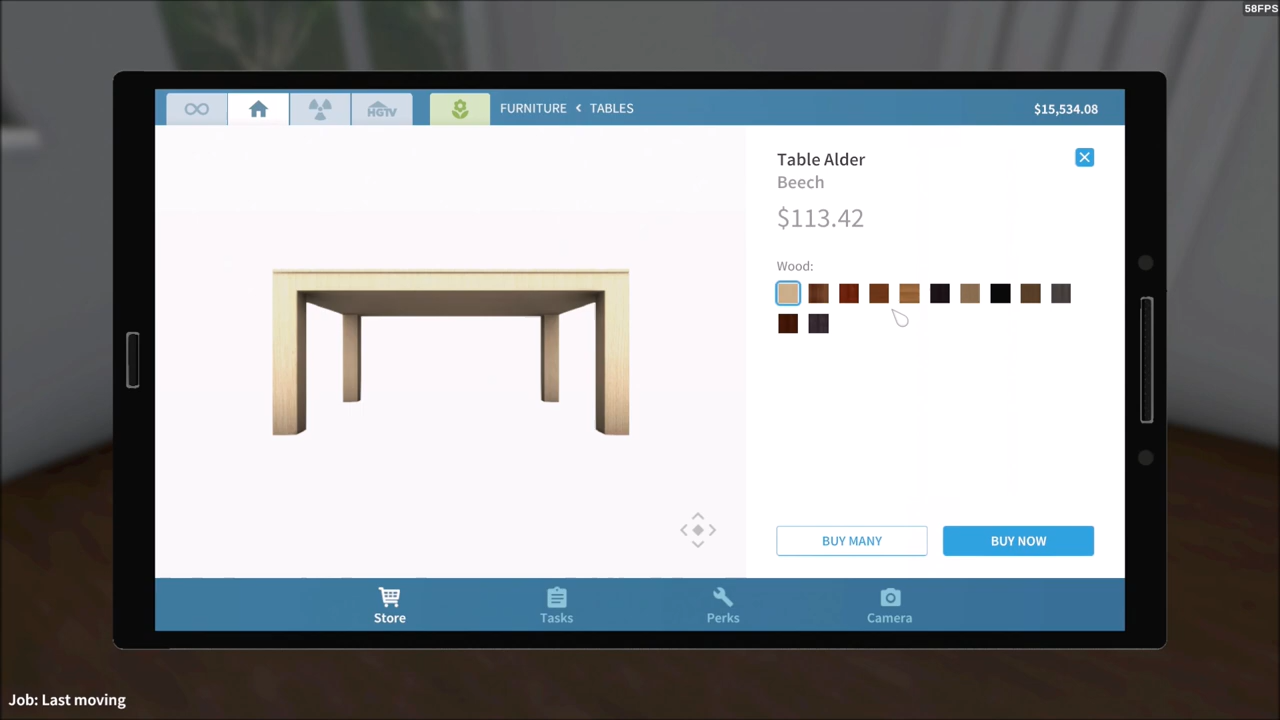 58FPS
HGTV
FURNITURE < TABLES
$15,534.08
Table Alder
Beech
$113.42
Wood:
BUY MANY
BUY NOW
Store
Tasks
Perks
Camera
Job: Last moving